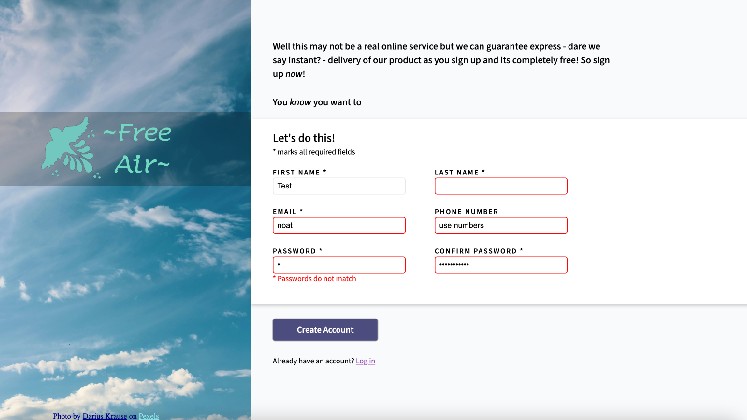 ~Free
Air~
Well this may not be a real online service but we can guarantee express - dare we
say instant? - delivery of our product as you sign up and its completely free! So sign
up now!
You know you want to
Let's do this!
* marks all required fields
FIRST NAME *
LAST NAME *
Test
EMAIL *
PHONE NUMBER
noat
use numbers
PASSWORD *
CONFIRM PASSWORD *
* Passwords do not match
Create Account
Already have an account? Log in
Photo by Darius Krause on Pexels